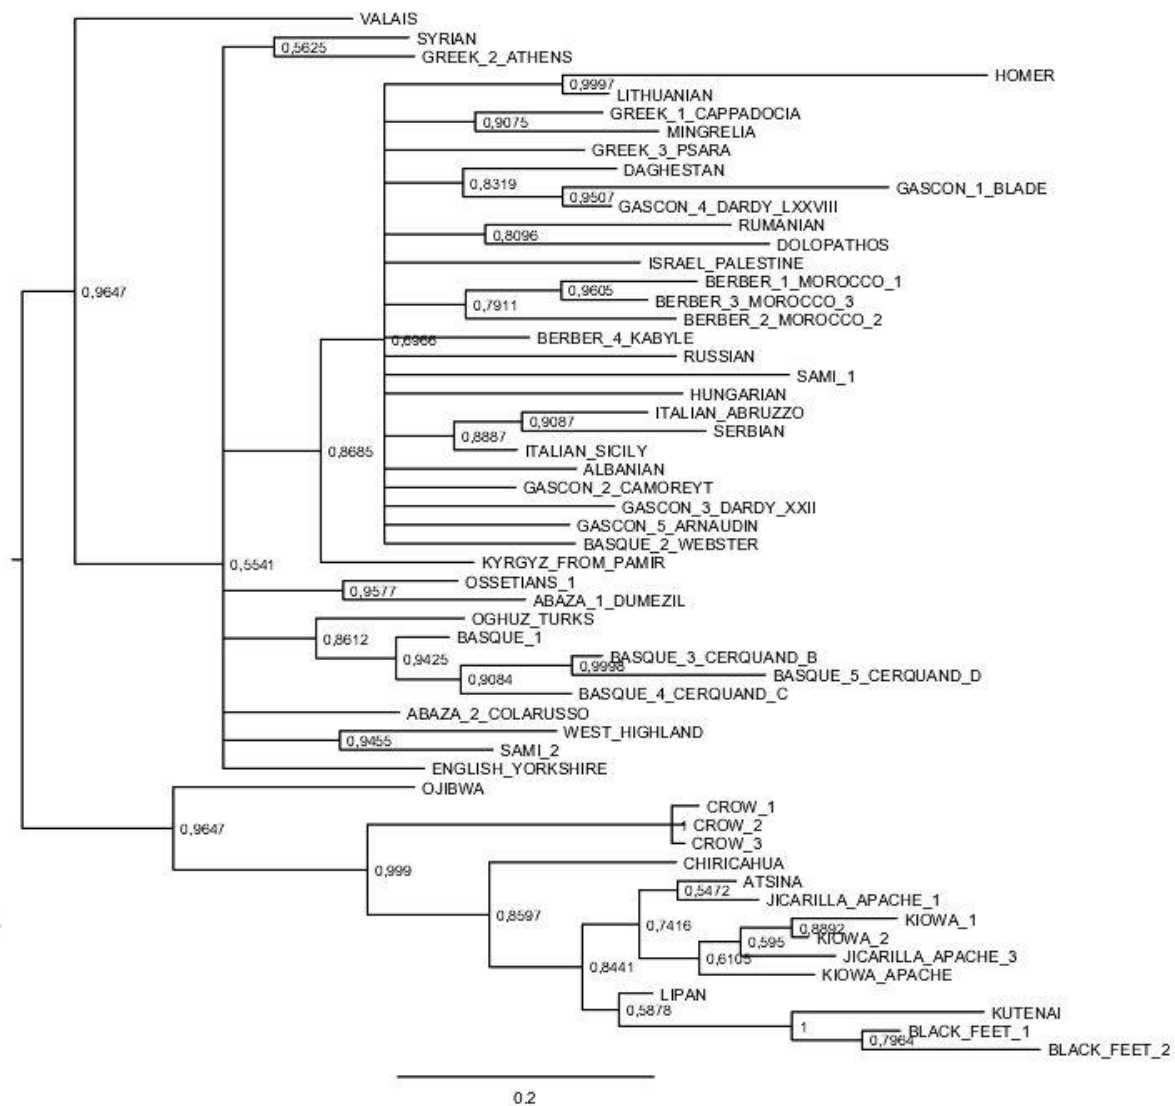 VALAIS
SYRIAN
0,5625
GREEK_2_ATHENS
HOMER
0,9997
LITHUANIAN
GREEK_1_CAPPADOCIA
0,9075
MINGRELIA
GREEK_3_PSARA
DAGHESTAN
0,8319
GASCON_1_BLADE
0,9507
GASCON_4_DARDY_LXXVIII
RUMANIAN
0,8096
DOLOPATHOS
ISRAEL_PALESTINE
BERBER_1_MOROCCO_1
0,9605
0,9647
BERBER_3_MOROCCO_3
0,7911
BERBER_2_MOROCCO_2
BERBER_4_KABYLE
0,6966
RUSSIAN
SAMI_1
HUNGARIAN
ITALIAN_ABRUZZO
0,9087
SERBIAN
0,8887
ITALIAN_SICILY
0,8685
ALBANIAN
GASCON_2_CAMOREYT
GASCON_3_DARDY_XXII
GASCON_5_ARNAUDIN
BASQUE_2_WEBSTER
KYRGYZ_FROM_PAMIR
0,5541
OSSETIANS_1
0,9577
ABAZA_1_DUMEZIL
OGHUZ_TURKS
0,8612
BASQUE_1
BASQUE_3_CERQUAND_B
0,9425
0,9998
BASQUE_5_CERQUAND_D
0,9084
BASQUE_4_CERQUAND_C
ABAZA_2_COLARUSSO
WEST_HIGHLAND
0,9455
SAMI_2
ENGLISH_YORKSHIRE
OJIBWA
CROW_1
0,9647
1
CROW_2
CROW_3
CHIRICAHUA
0,999
ATSINA
0,5472
JICARILLA_APACHE_1
0,8597
KIOWA_1
0,7416
0,8892
KIOWA_2
0,595
JICARILLA_APACHE_3
0,6105
0,8441
KIOWA_APACHE
LIPAN
0,5878
KUTENAI
1
BLACK_FEET_1
0,7964
BLACK_FEET_2
0.2